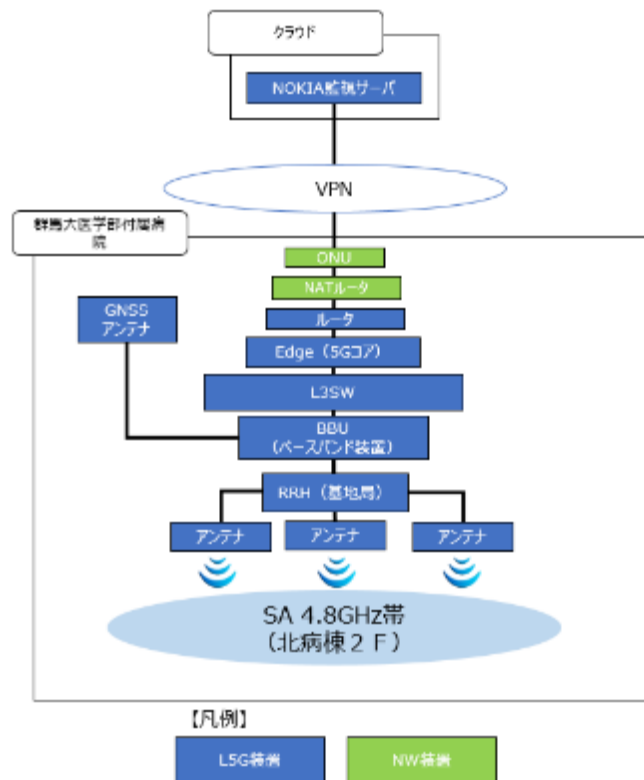 クラウド
NOKIA監視サーバ
VPN
群馬大医学部付属病
院
ONU
NATルータ
GNSS
アンテナ
ルータ
Edge（5Gコア）
L3SW
BBU
（ベースバンド装置）
RRH（基地局）
アンテナ
アンテナ
アンテナ
SA 4.8GHz帯
（北病棟２Ｆ）
【凡例】
L5G装置
NW装置